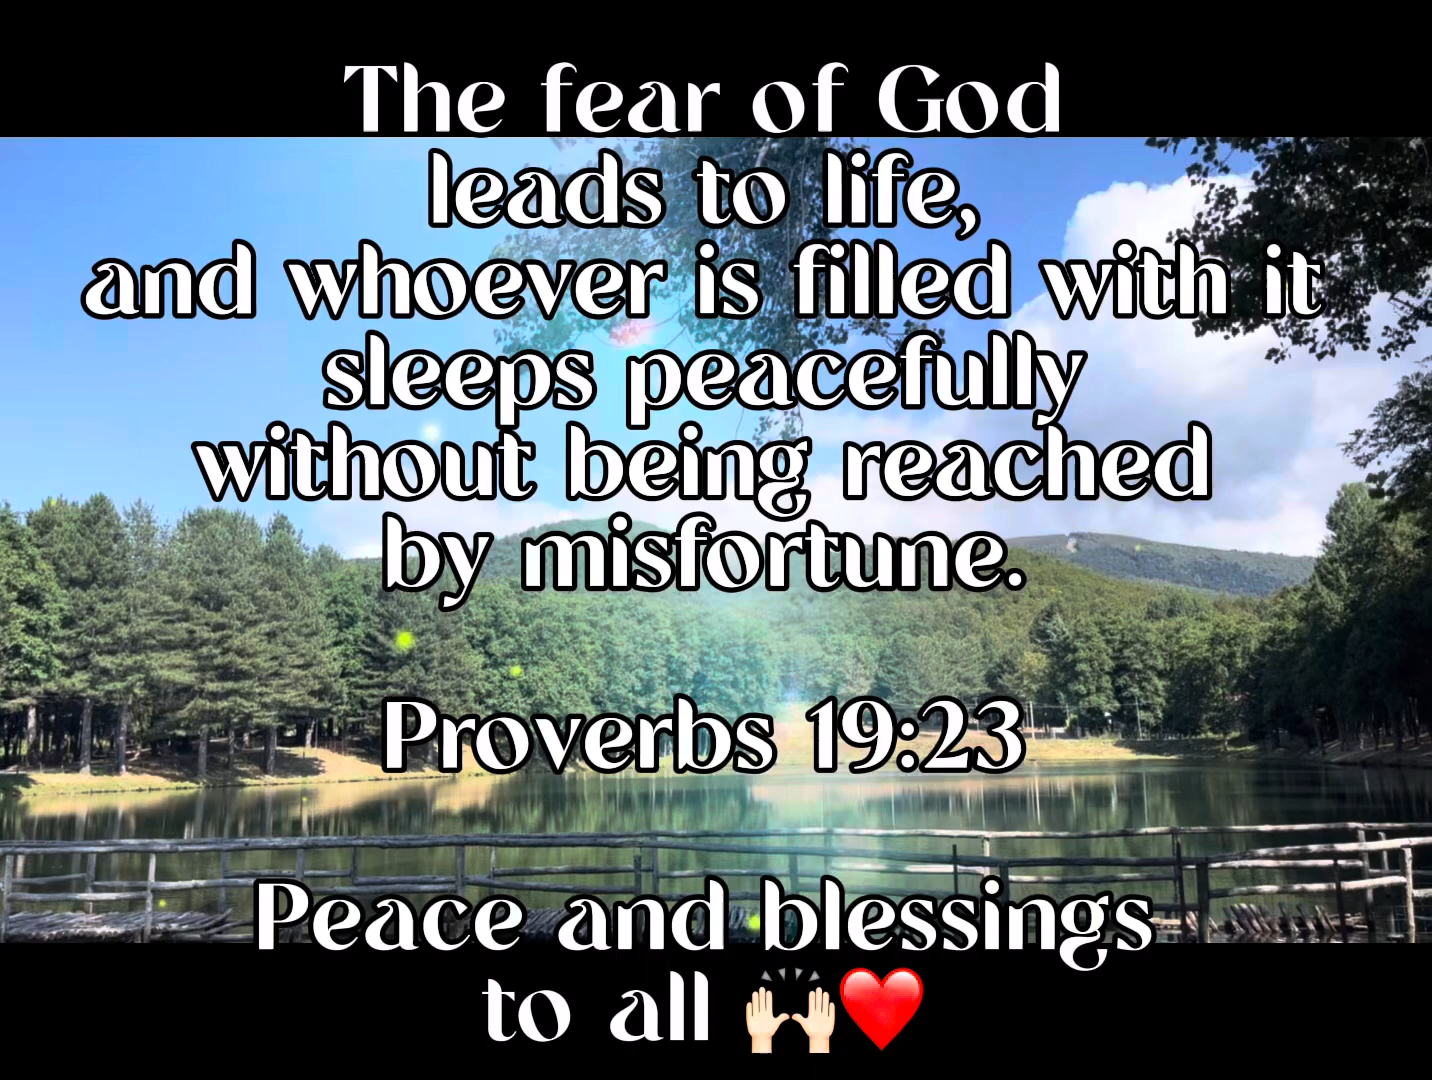 The fear of God
leads to life,
and whoever is filled with it
sleeps peacefully
without being reached
by misfortune.
Proverbs 19:23
Peace and blessings
to all 🙌🏻❤️